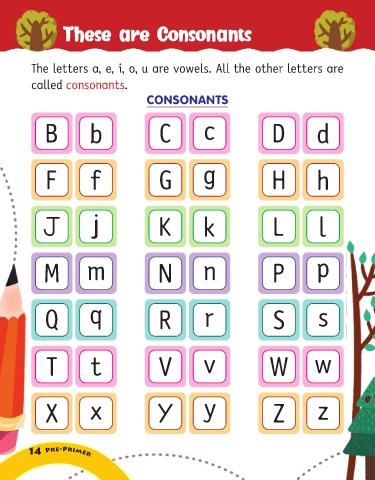 These are Consonants
The letters a, e, i, o, u are vowels. All the other letters are
called consonants.
CONSONANTS
B b C c D d
F f G g H h
J j K k L l
M m N n P p
Q q R r S s
T t V v W w
X x Y y Z z
14 PRE-PRIMER